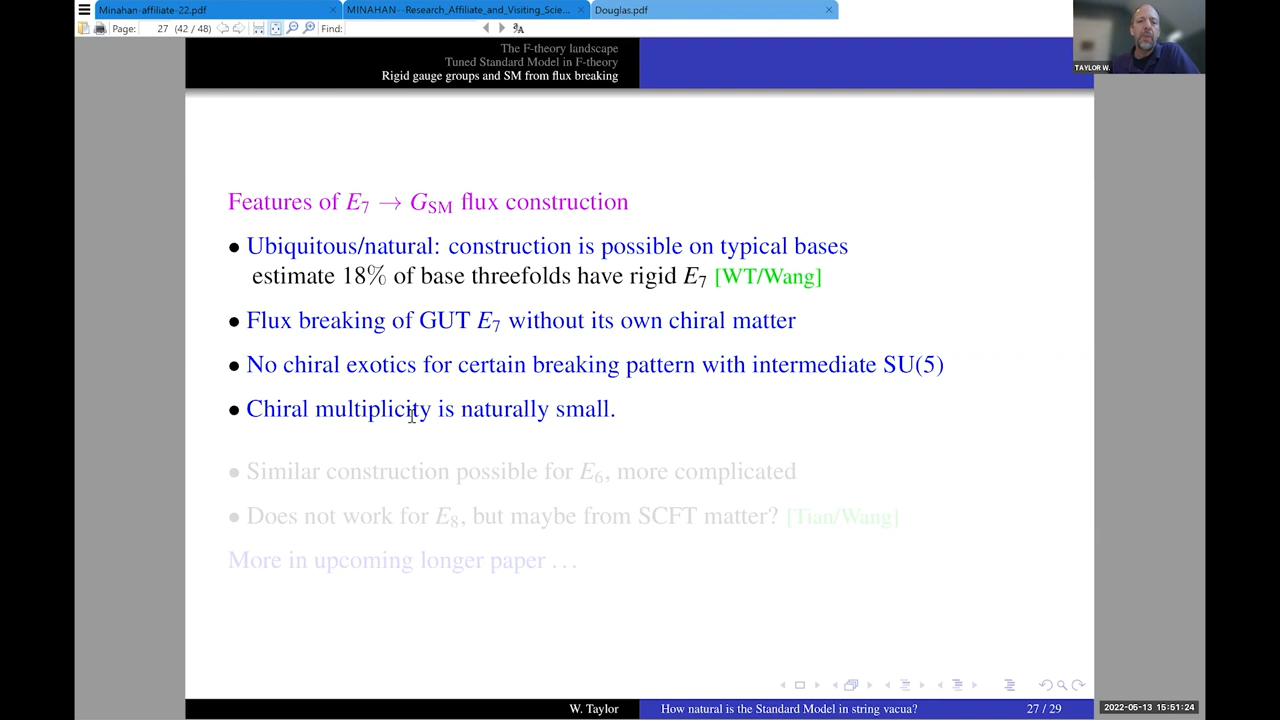 Minahan-affiliate-22.pdf
MINAHAN--Research_Affiliate_and_Visiting_Scie...
Douglas.pdf
Page: 27 (42 / 48) Find:
The F-theory landscape
Tuned Standard Model in F-theory
Rigid gauge groups and SM from flux breaking
TAYLOR W.
Features of E₇ → G_SM flux construction
• Ubiquitous/natural: construction is possible on typical bases
estimate 18% of base threefolds have rigid E₇ [WT/Wang]
• Flux breaking of GUT E₇ without its own chiral matter
• No chiral exotics for certain breaking pattern with intermediate SU(5)
• Chiral multiplicity is naturally small.
• Similar construction possible for E₆, more complicated
• Does not work for E₈, but maybe from SCFT matter? [Tian/Wang]
More in upcoming longer paper ...
W. Taylor
How natural is the Standard Model in string vacua?
27 / 29
2022-05-13 15:51:24